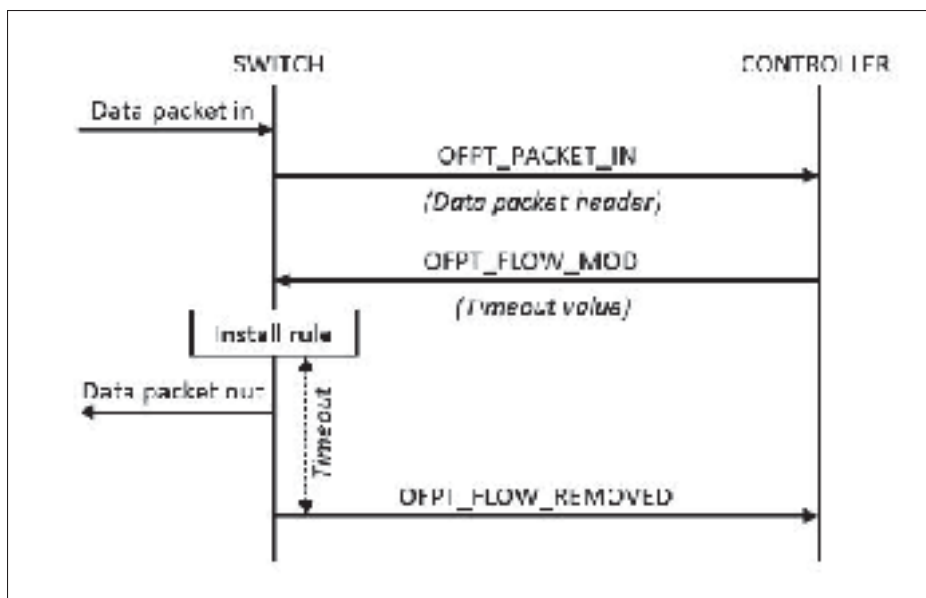 SWITCH
CONTROLLER
Data packet in
OFPT_PACKET_IN
(Data packet header)
OFPT_FLOW_MOD
(Timeout value)
Install rule
Data packet out
Timeout
OFPT_FLOW_REMOVED